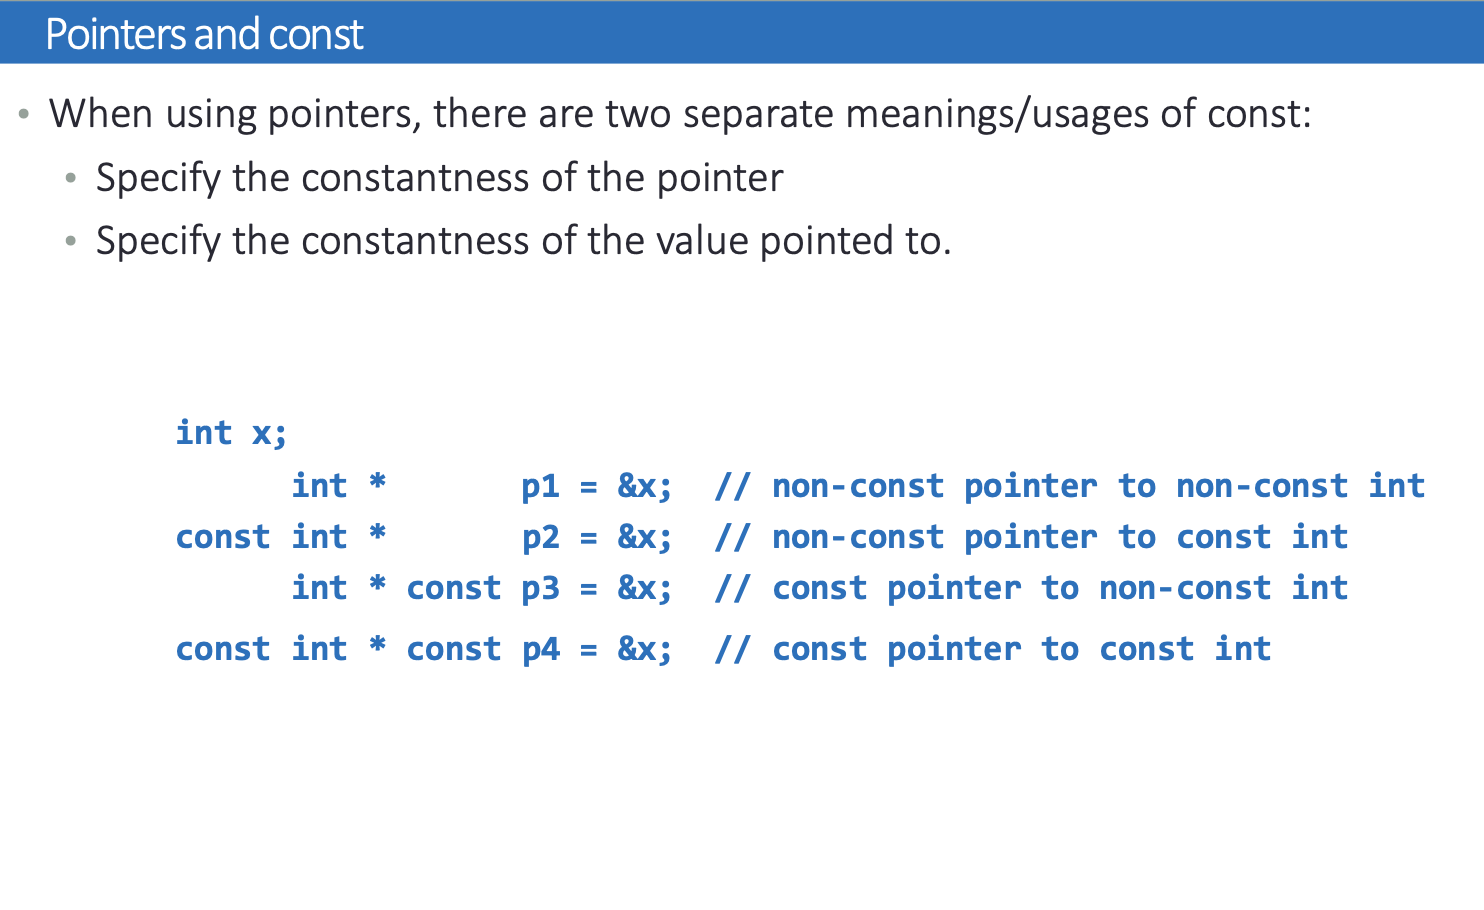 Pointers and const
• When using pointers, there are two separate meanings/usages of const:
• Specify the constantness of the pointer
• Specify the constantness of the value pointed to.
int x;
      int *       p1 = &x;  // non-const pointer to non-const int
const int *       p2 = &x;  // non-const pointer to const int
      int * const p3 = &x;  // const pointer to non-const int
const int * const p4 = &x;  // const pointer to const int